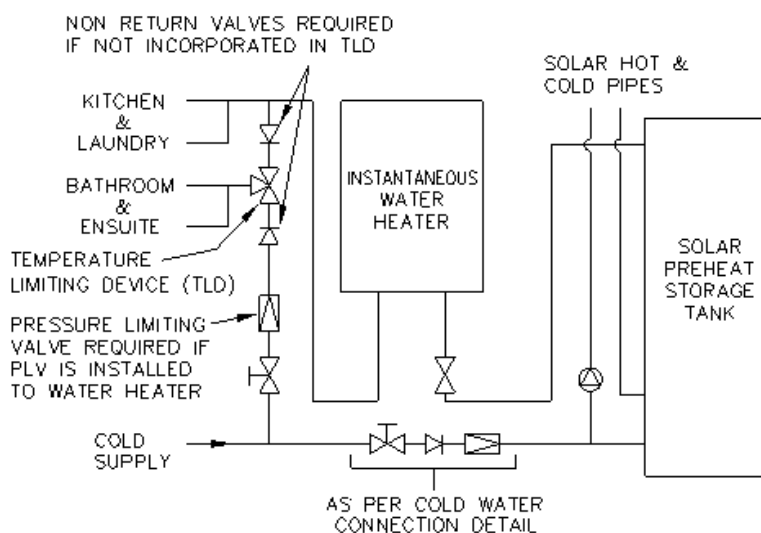 NON RETURN VALVES REQUIRED
IF NOT INCORPORATED IN TLD
SOLAR HOT &
COLD PIPES
KITCHEN
&
LAUNDRY
BATHROOM
&
ENSUITE
INSTANTANEOUS
WATER
HEATER
TEMPERATURE
LIMITING DEVICE (TLD)
SOLAR
PREHEAT
STORAGE
TANK
PRESSURE LIMITING
VALVE REQUIRED IF
PLV IS INSTALLED
TO WATER HEATER
COLD
SUPPLY
AS PER COLD WATER
CONNECTION DETAIL